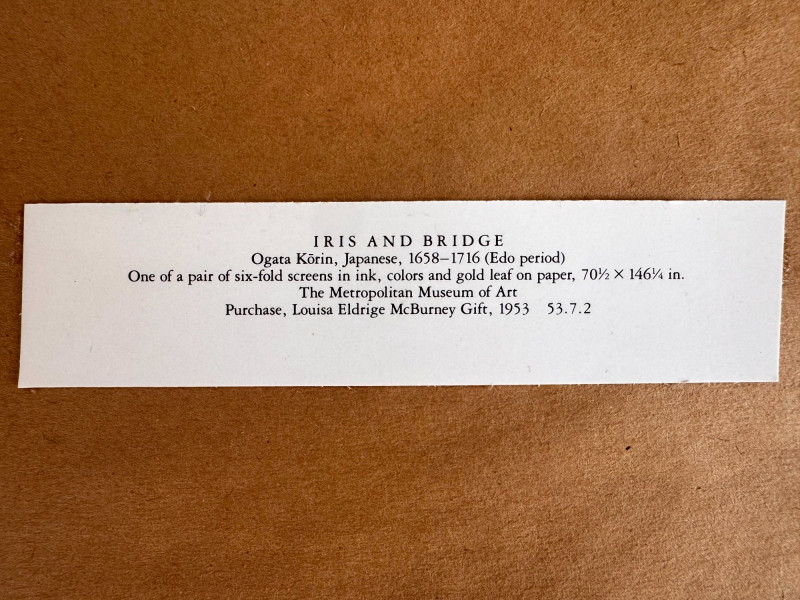 IRIS AND BRIDGE
Ogata Kōrin, Japanese, 1658–1716 (Edo period)
One of a pair of six-fold screens in ink, colors and gold leaf on paper, 70½ × 146¼ in.
The Metropolitan Museum of Art
Purchase, Louisa Eldrige McBurney Gift, 1953 53.7.2